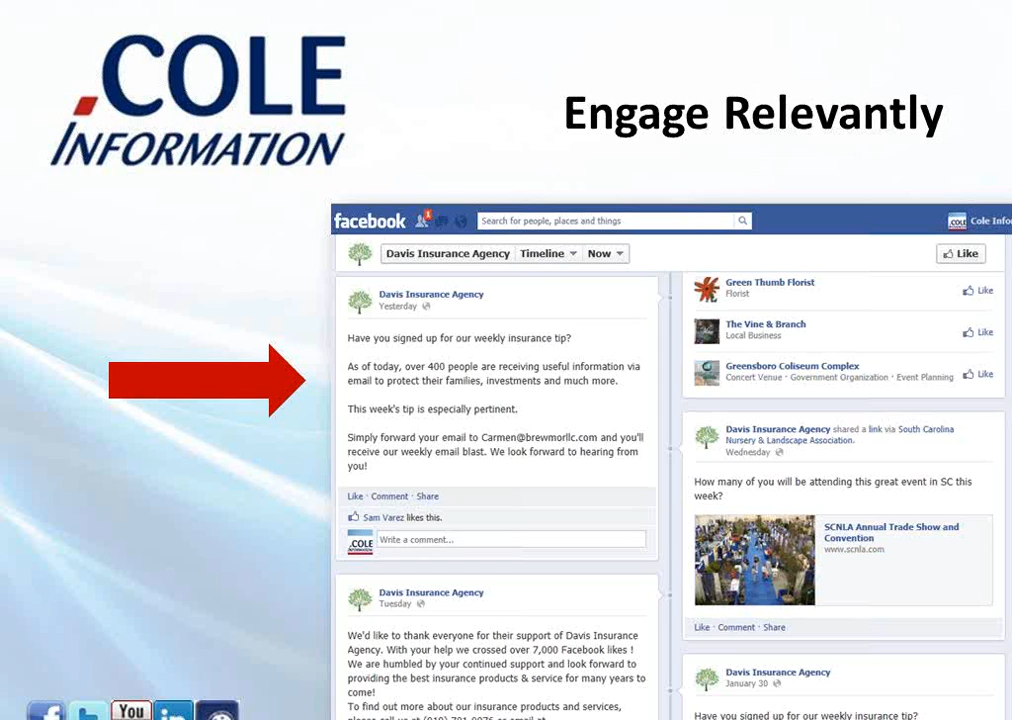 .COLE
INFORMATION
Engage Relevantly
facebook
1
Search for people, places and things
COLE
Cole Info
Davis Insurance Agency
Timeline
Now
Like
Davis Insurance Agency
Yesterday
Have you signed up for our weekly insurance tip?
As of today, over 400 people are receiving useful information via
email to protect their families, investments and much more.
This week's tip is especially pertinent.
Simply forward your email to Carmen@brewmorllc.com and you'll
receive our weekly email blast. We look forward to hearing from
you!
Like · Comment · Share
Sam Varez likes this.
.COLE
INFORMATION
Write a comment...
Davis Insurance Agency
Tuesday
We'd like to thank everyone for their support of Davis Insurance
Agency. With your help we crossed over 7,000 Facebook likes !
We are humbled by your continued support and look forward to
providing the best insurance products & service for many years to
come!
To find out more about our insurance products and services,
Green Thumb Florist
Florist
Like
The Vine & Branch
Local Business
Like
Greensboro Coliseum Complex
Concert Venue · Government Organization · Event Planning
Like
Davis Insurance Agency shared a link via South Carolina
Nursery & Landscape Association.
Wednesday
How many of you will be attending this great event in SC this
week?
SCNLA Annual Trade Show and
Convention
www.scnla.com
Like · Comment · Share
Davis Insurance Agency
January 30
Have you signed up for our weekly insurance tip?
You
in